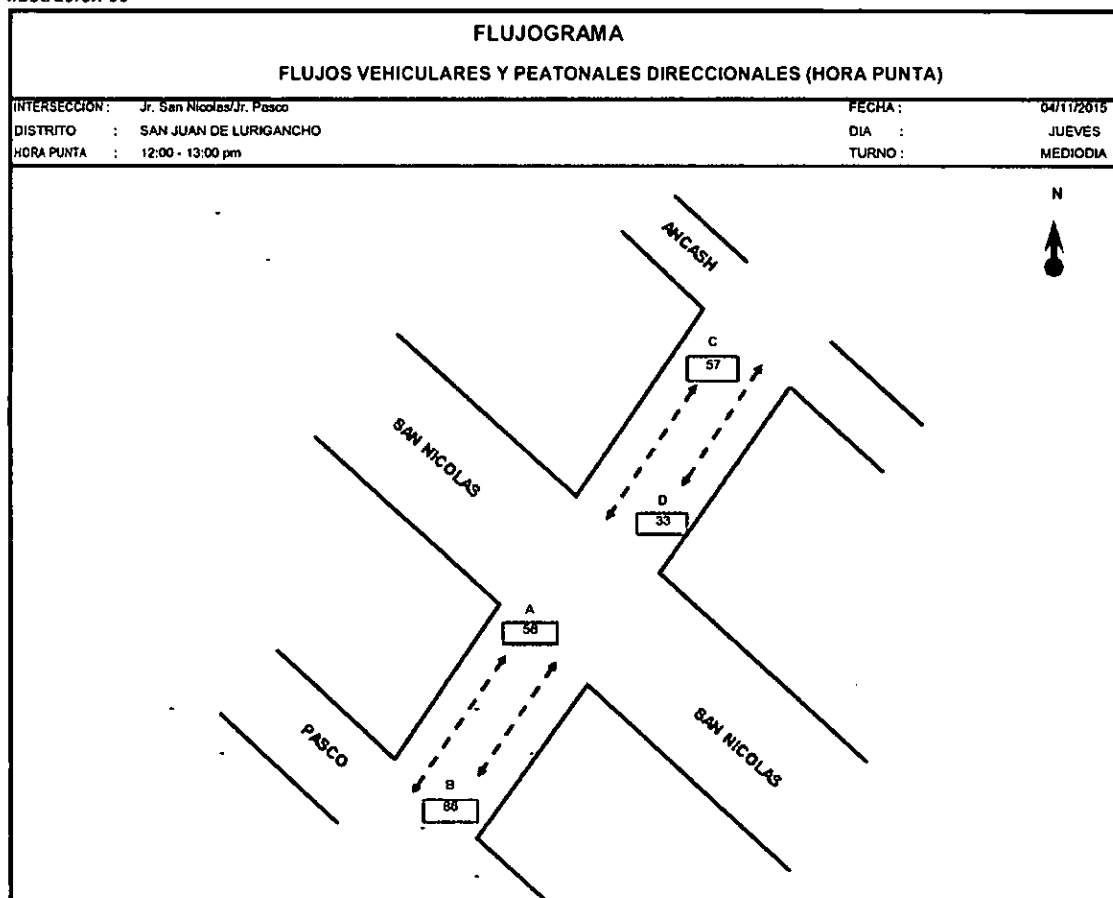 FLUJOGRAMA
FLUJOS VEHICULARES Y PEATONALES DIRECCIONALES (HORA PUNTA)
INTERSECCION : Jr. San Nicolas/Jr. Pasco FECHA : 04/11/2015
DISTRITO : SAN JUAN DE LURIGANCHO DIA : JUEVES
HORA PUNTA : 12:00 - 13:00 pm TURNO : MEDIODIA
N
ANCASH
C
57
SAN NICOLAS
D
33
A
58
SAN NICOLAS
PASCO
B